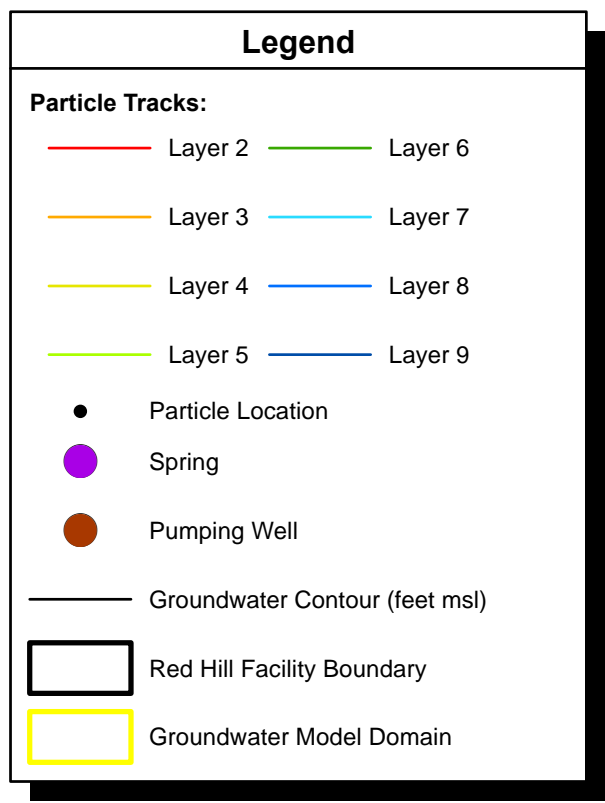 Legend
Particle Tracks:
Layer 2 Layer 6
Layer 3 Layer 7
Layer 4 Layer 8
Layer 5 Layer 9
Particle Location
Spring
Pumping Well
Groundwater Contour (feet msl)
Red Hill Facility Boundary
Groundwater Model Domain